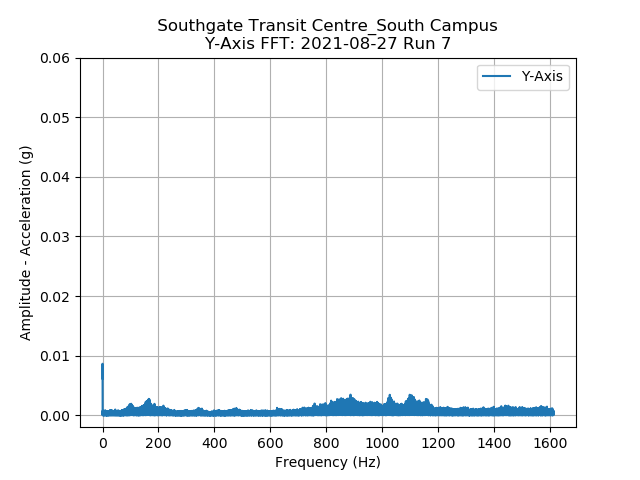 Southgate Transit Centre_South Campus
Y-Axis FFT: 2021-08-27 Run 7
Y-Axis
Amplitude - Acceleration (g)
0.06
0.05
0.04
0.03
0.02
0.01
0.00
0 200 400 600 800 1000 1200 1400 1600
Frequency (Hz)